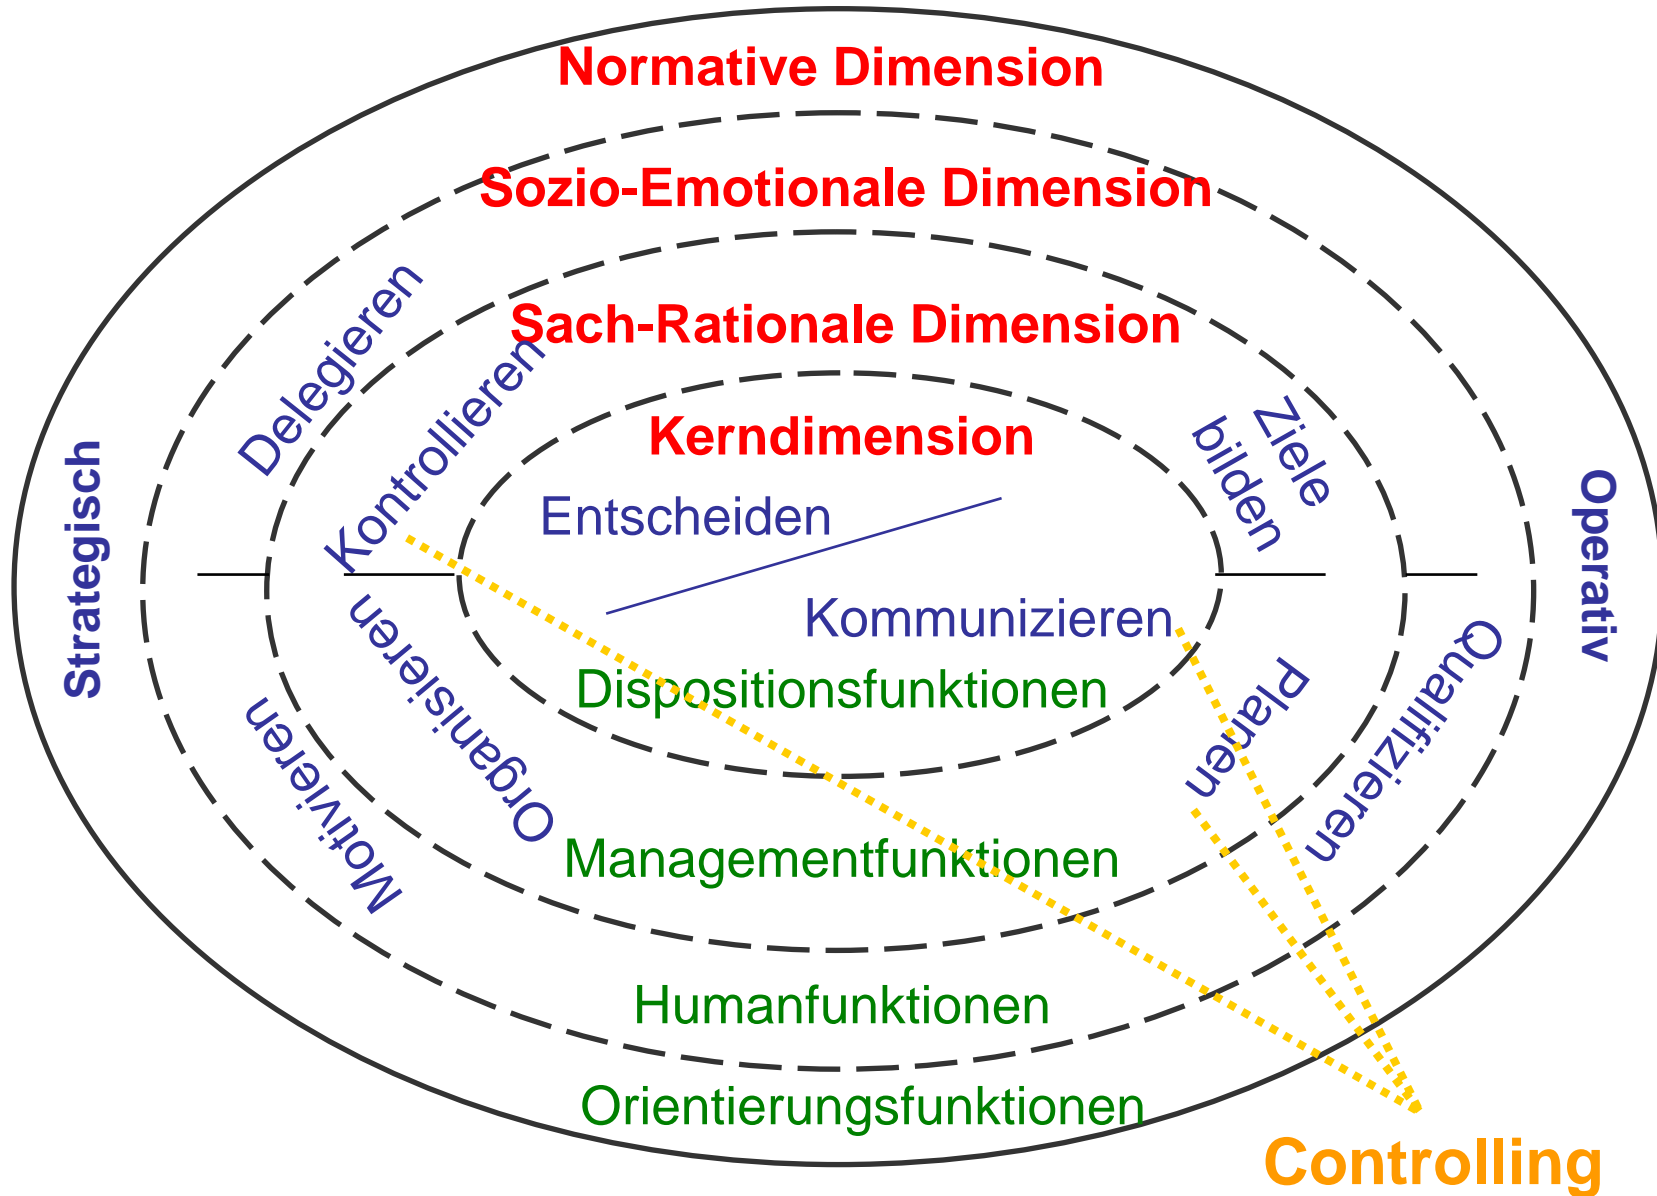 Normative Dimension
Sozio-Emotionale Dimension
Sach-Rationale Dimension
Kerndimension
Delegieren
Kontrollieren
Ziele
bilden
Strategisch
Operativ
Entscheiden
Kommunizieren
Dispositionsfunktionen
Organisieren
Motivieren
Planen
Qualifizieren
Managementfunktionen
Humanfunktionen
Orientierungsfunktionen
Controlling